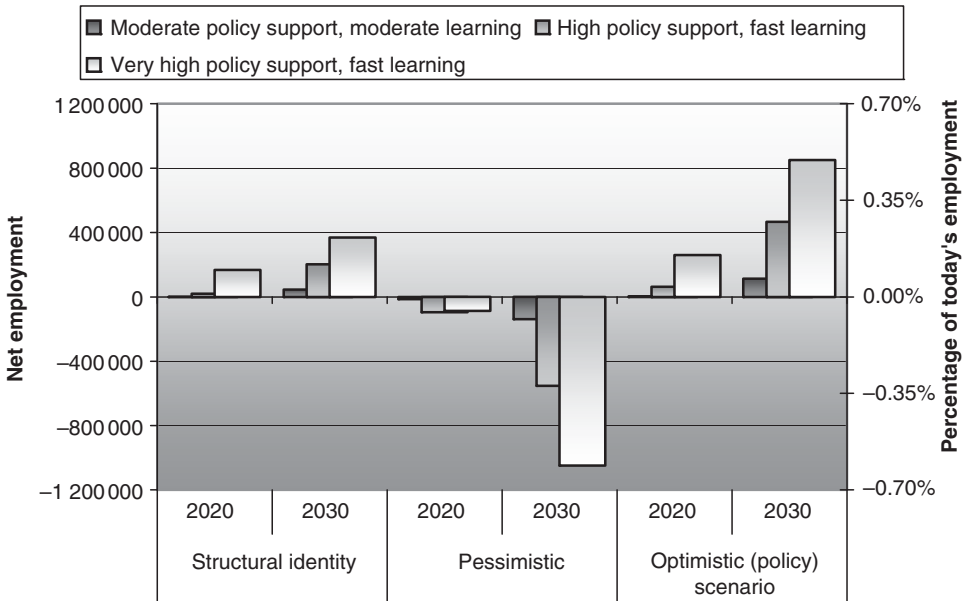 Moderate policy support, moderate learning High policy support, fast learning
Very high policy support, fast learning
1 200 000
800 000
400 000
0
–400 000
–800 000
–1 200 000
Net employment
0.70%
0.35%
0.00%
–0.35%
–0.70%
Percentage of today's employment
2020 2030 2020 2030 2020 2030
Structural identity Pessimistic Optimistic (policy)
scenario